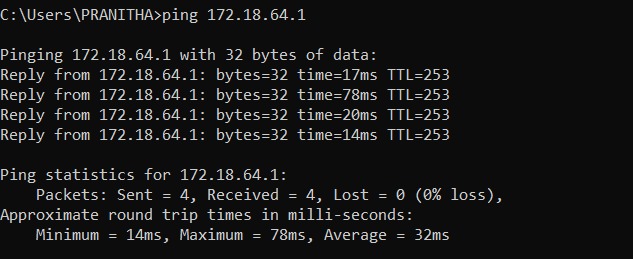 C:\Users\PRANITHA>ping 172.18.64.1
Pinging 172.18.64.1 with 32 bytes of data:
Reply from 172.18.64.1: bytes=32 time=17ms TTL=253
Reply from 172.18.64.1: bytes=32 time=78ms TTL=253
Reply from 172.18.64.1: bytes=32 time=20ms TTL=253
Reply from 172.18.64.1: bytes=32 time=14ms TTL=253
Ping statistics for 172.18.64.1:
Packets: Sent = 4, Received = 4, Lost = 0 (0% loss),
Approximate round trip times in milli-seconds:
Minimum = 14ms, Maximum = 78ms, Average = 32ms